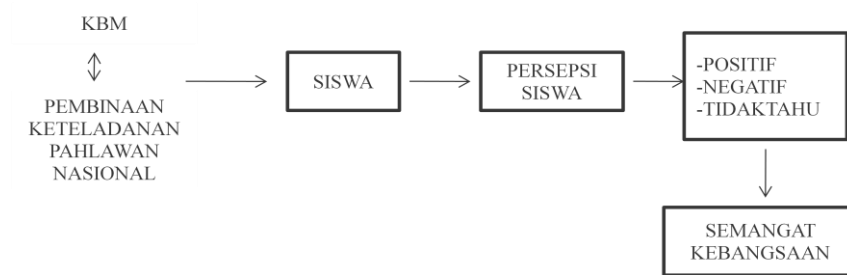 KBM
PEMBINAAN
KETELADANAN
PAHLAWAN
NASIONAL
SISWA
PERSEPSI
SISWA
-POSITIF
-NEGATIF
-TIDAKTAHU
SEMANGAT
KEBANGSAAN